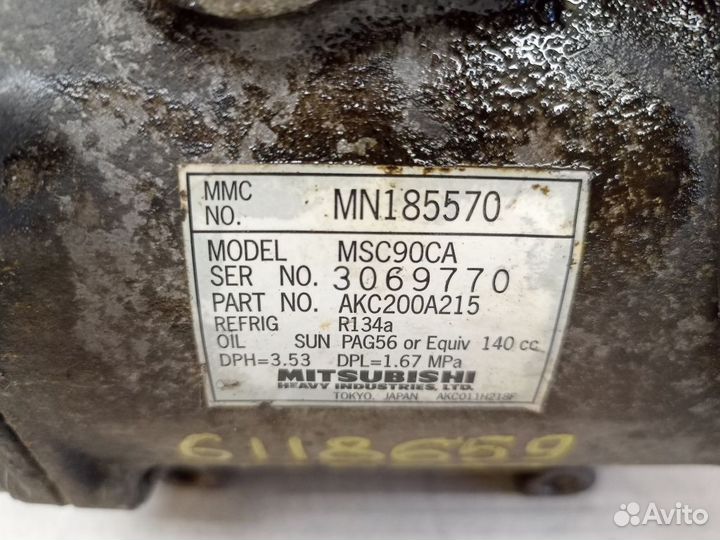 MMC NO. MN185570
MODEL MSC90CA
SER NO. 3069770
PART NO. AKC200A215
REFRIG R134a
OIL SUN PAG56 or Equiv 140 cc
DPH=3.53 DPL=1.67 MPa
MITSUBISHI
HEAVY INDUSTRIES, LTD.
TOKYO, JAPAN AKC011H218F
6118659
Avito